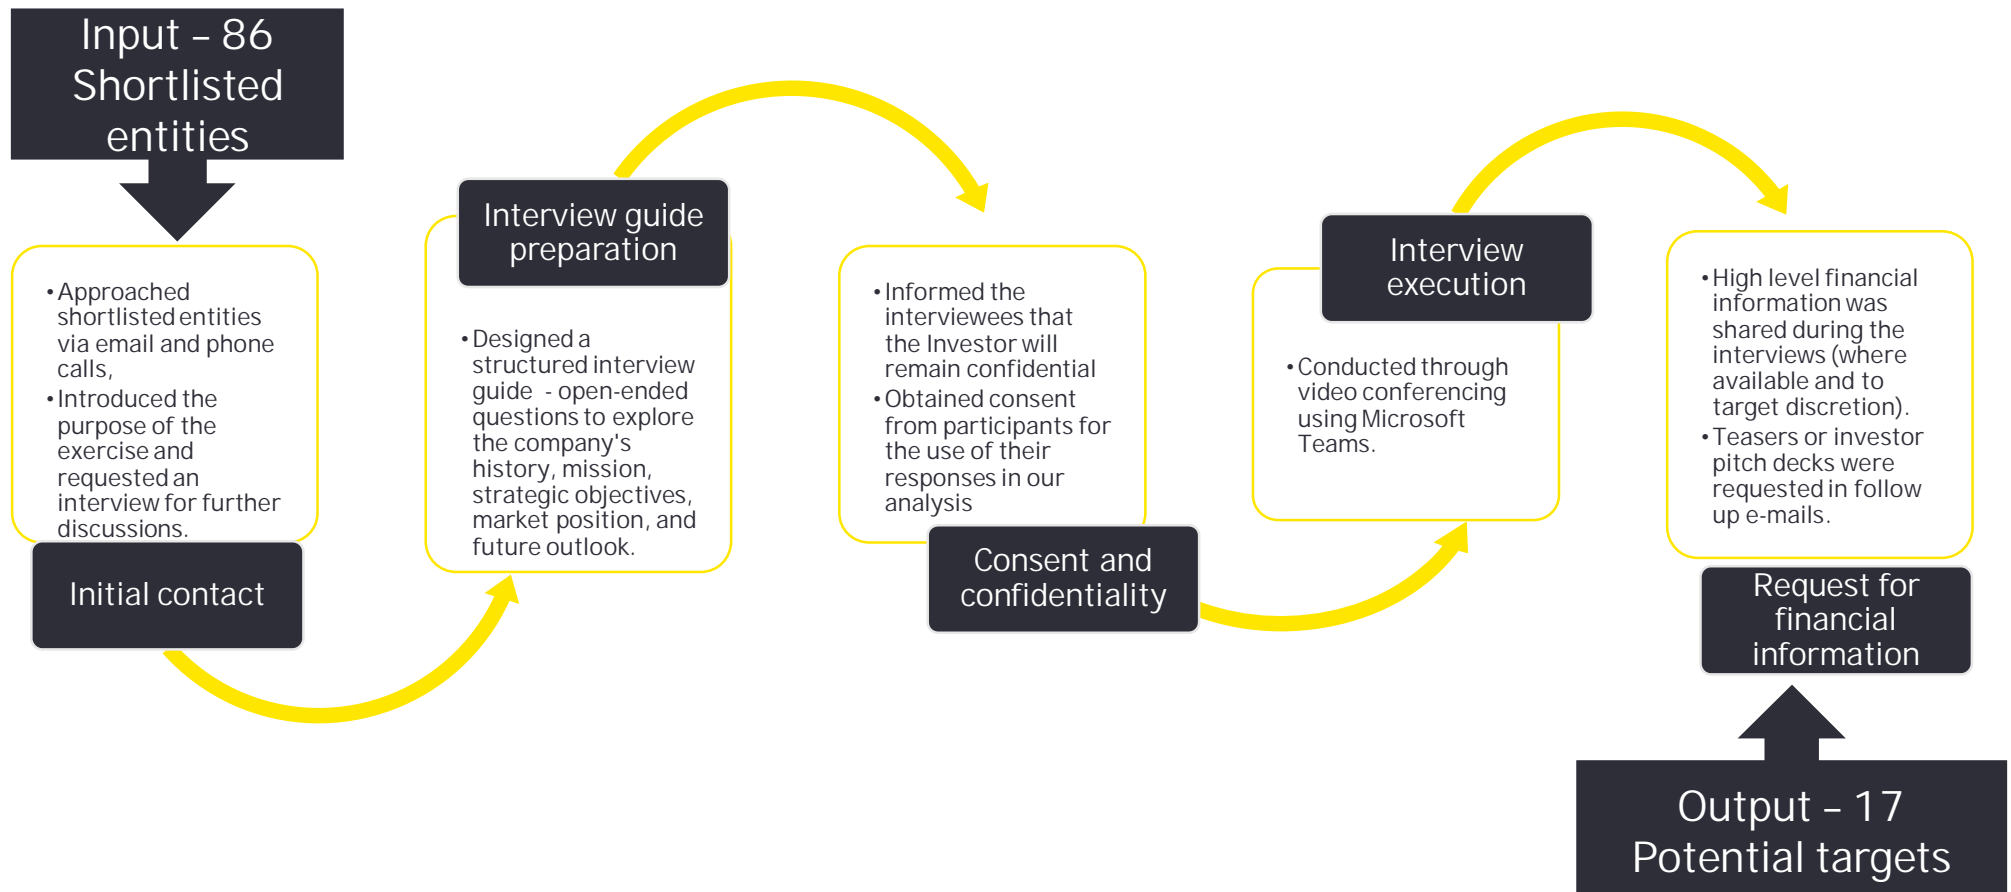 Input – 86
Shortlisted
entities
• Approached
shortlisted entities
via email and phone
calls,
• Introduced the
purpose of the
exercise and
requested an
interview for further
discussions.
Initial contact
Interview guide
preparation
• Designed a
structured interview
guide - open-ended
questions to explore
the company's
history, mission,
strategic objectives,
market position, and
future outlook.
• Informed the
interviewees that
the Investor will
remain confidential
• Obtained consent
from participants for
the use of their
responses in our
analysis
Consent and
confidentiality
Interview
execution
• Conducted through
video conferencing
using Microsoft
Teams.
• High level financial
information was
shared during the
interviews (where
available and to
target discretion).
• Teasers or investor
pitch decks were
requested in follow
up e-mails.
Request for
financial
information
Output – 17
Potential targets